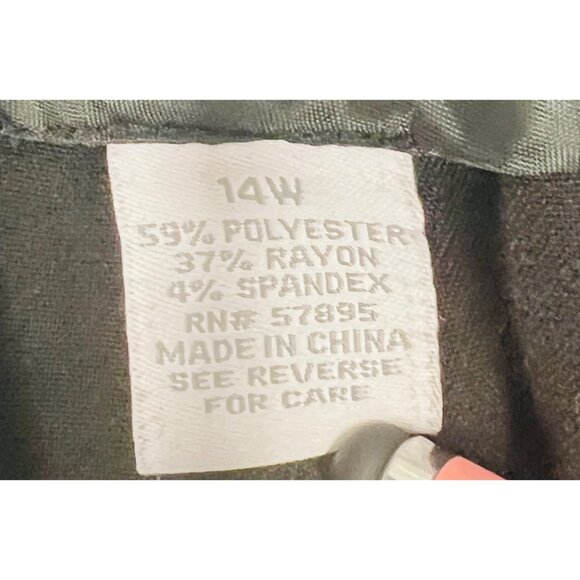 14W
59% POLYESTER
37% RAYON
4% SPANDEX
RN# 57895
MADE IN CHINA
SEE REVERSE
FOR CARE